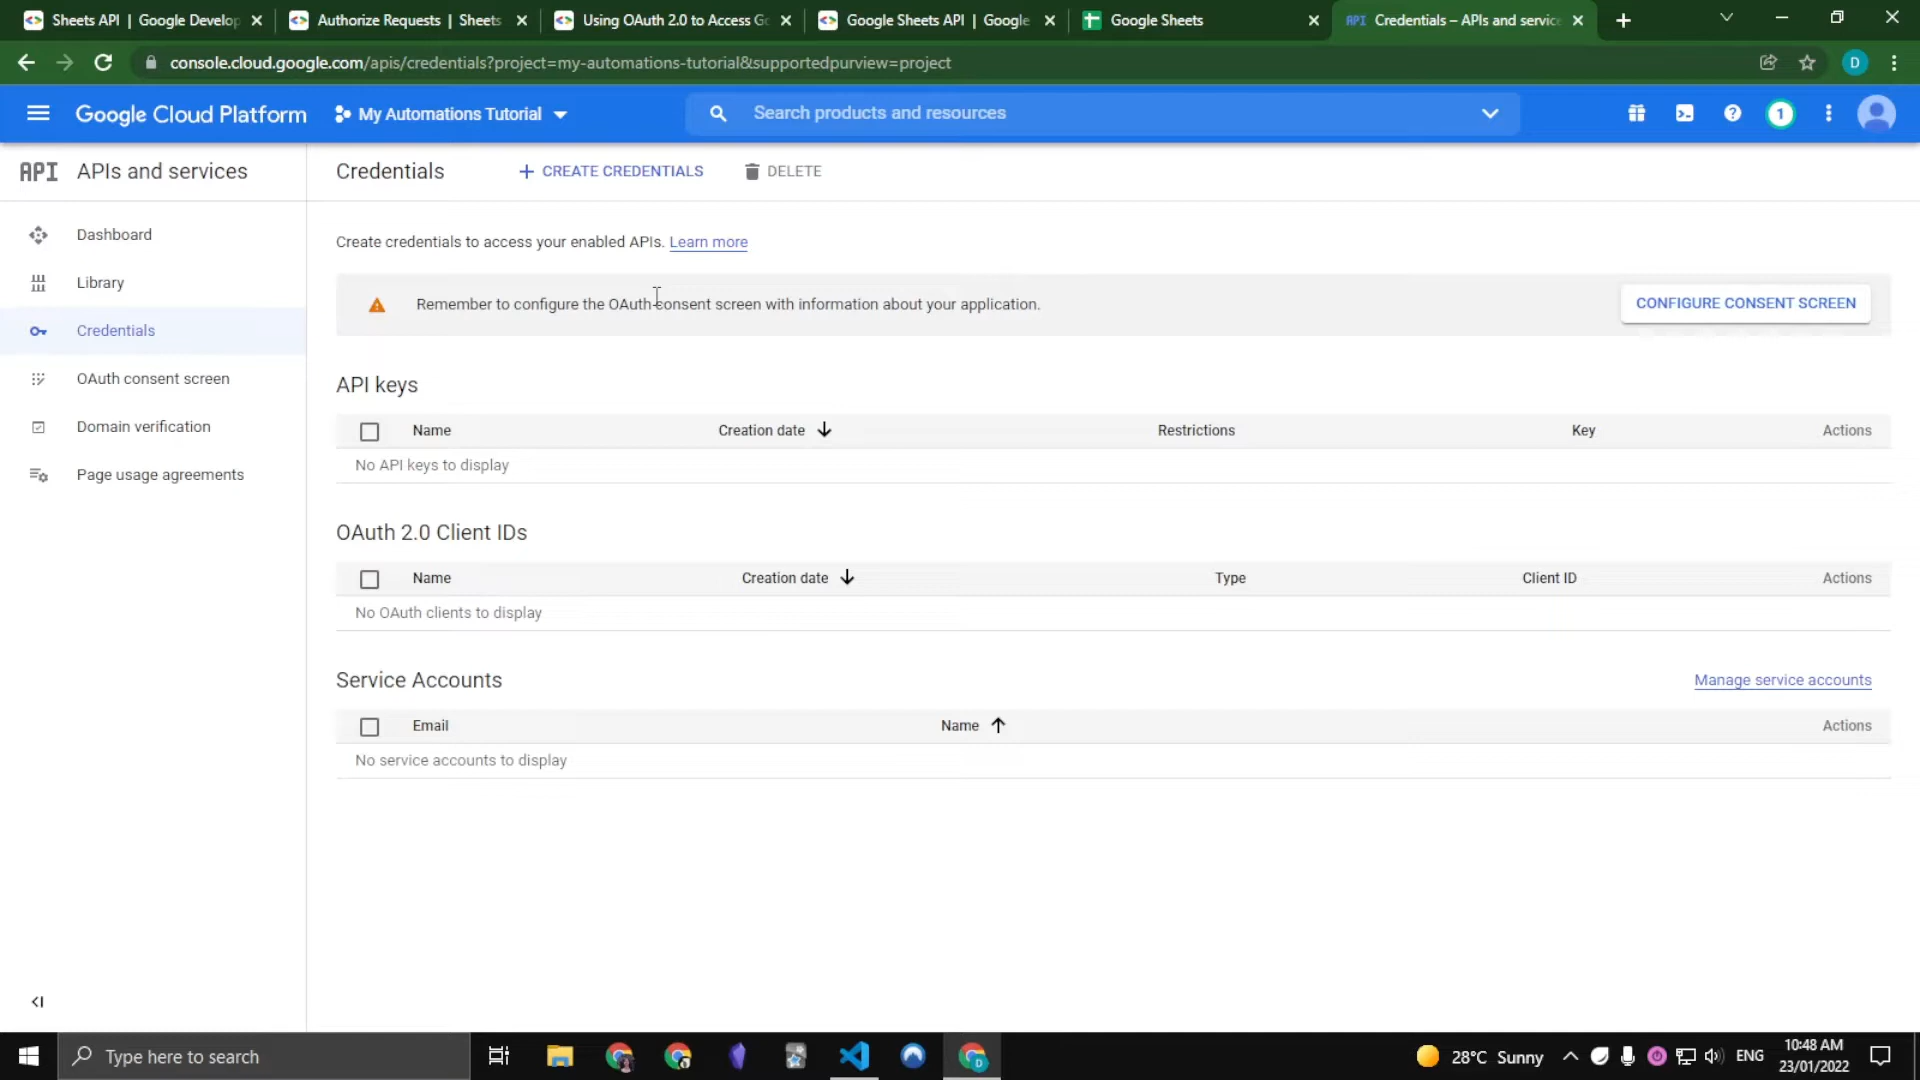 Sheets API | Google Develop
Authorize Requests | Sheets
Using OAuth 2.0 to Access Go
Google Sheets API | Google
Google Sheets
API Credentials – APIs and service
console.cloud.google.com/apis/credentials?project=my-automations-tutorial&supportedpurview=project
D
Google Cloud Platform
My Automations Tutorial
Search products and resources
1
API APIs and services
Credentials
CREATE CREDENTIALS
DELETE
Dashboard
Library
Credentials
OAuth consent screen
Domain verification
Page usage agreements
Create credentials to access your enabled APIs. Learn more
Remember to configure the OAuth consent screen with information about your application.
CONFIGURE CONSENT SCREEN
API keys
Name Creation date Restrictions Key Actions
No API keys to display
OAuth 2.0 Client IDs
Name Creation date Type Client ID Actions
No OAuth clients to display
Service Accounts
Manage service accounts
Email Name Actions
No service accounts to display
Type here to search
28°C Sunny
ENG
10:48 AM
23/01/2022